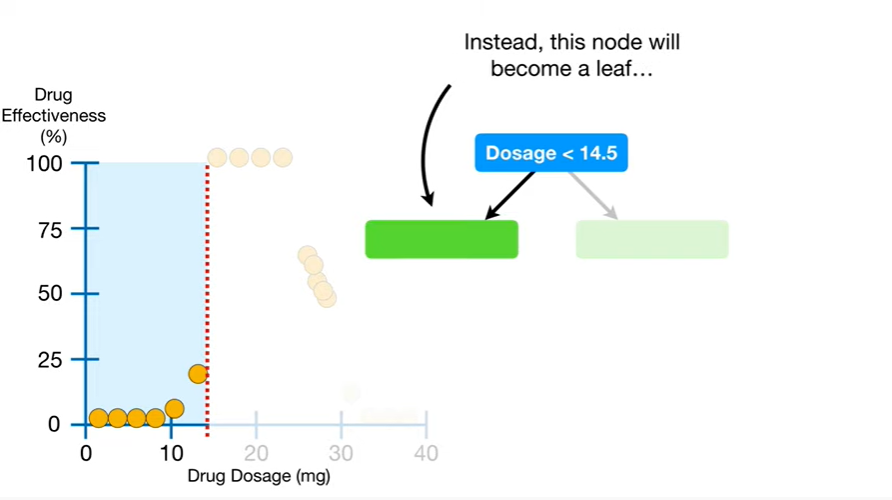 Instead, this node will
become a leaf...
Drug
Effectiveness
(%)
Dosage < 14.5
100
75
50
25
0
0 10 20 30 40
Drug Dosage (mg)